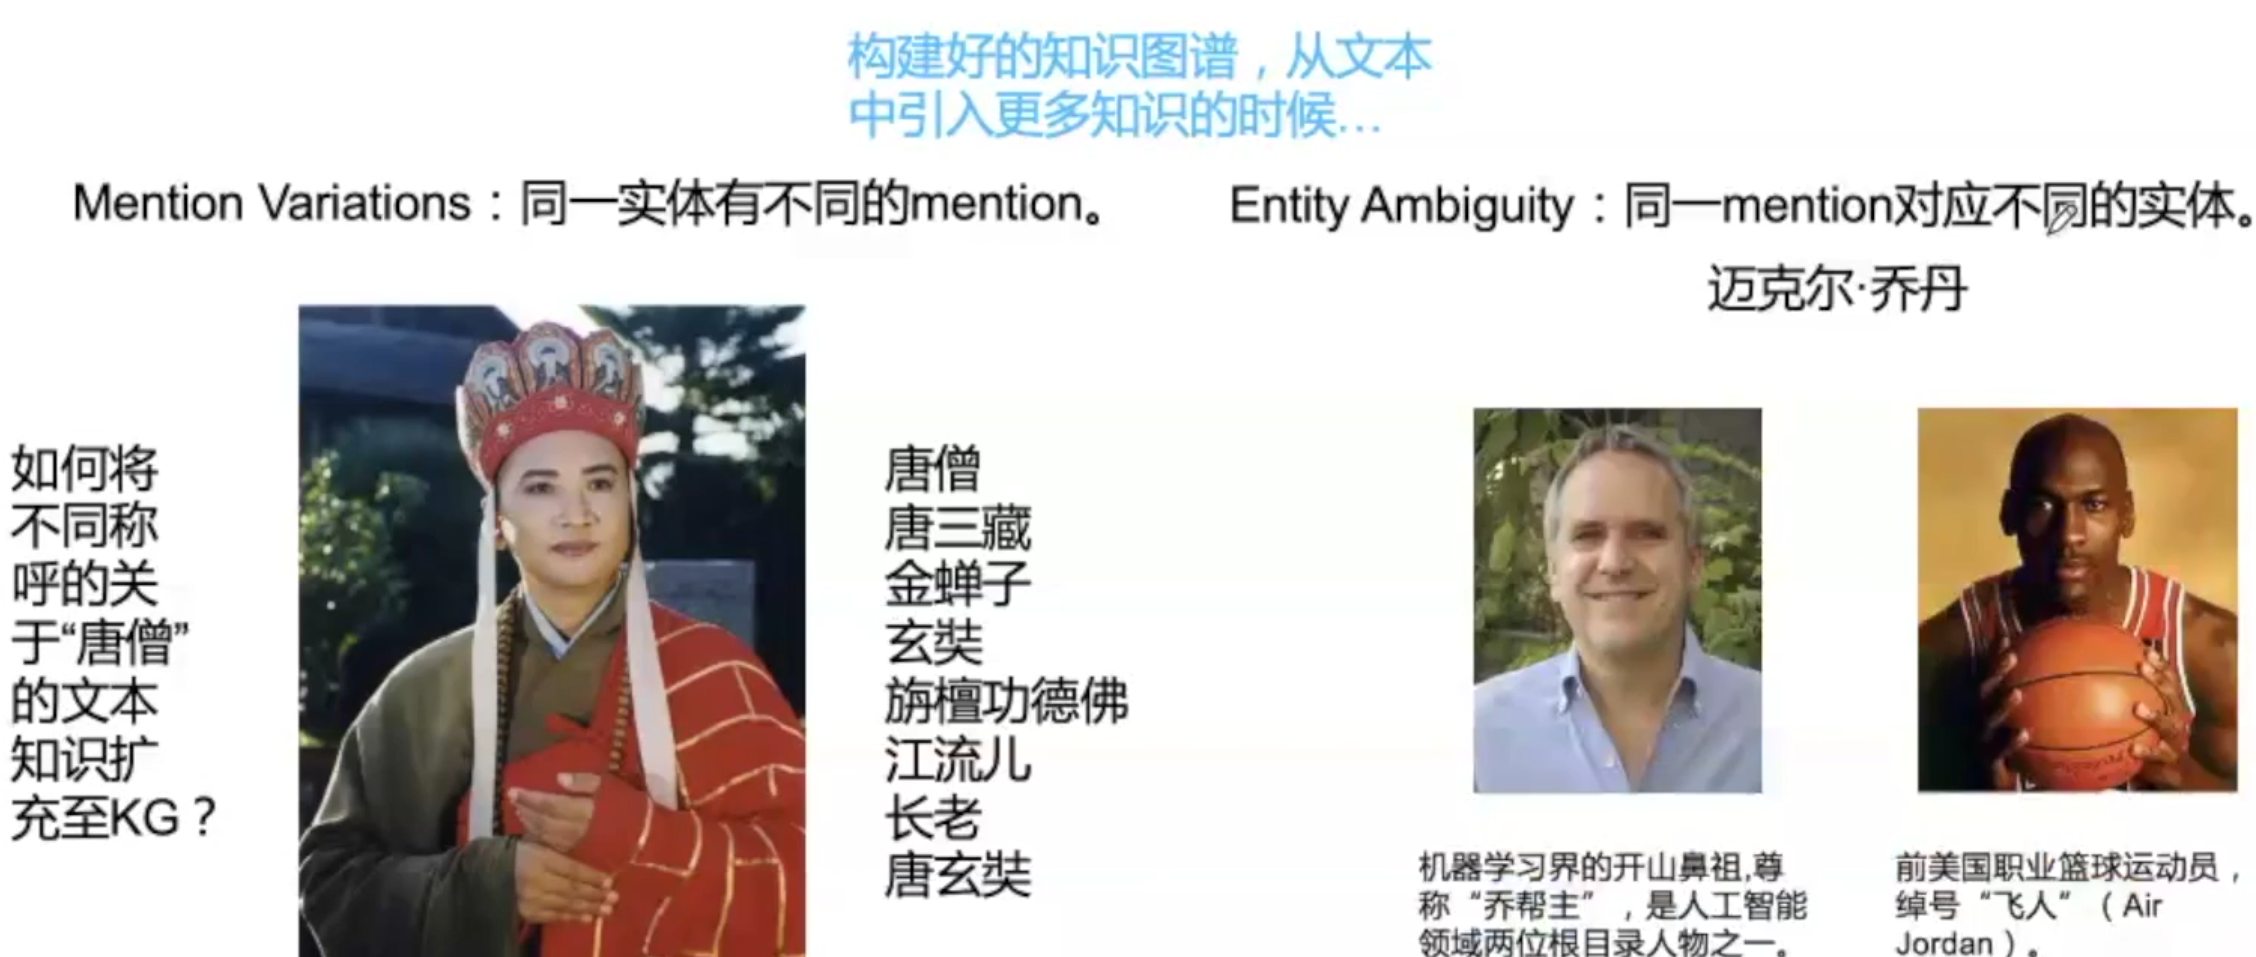 构建好的知识图谱，从文本
中引入更多知识的时候...
Mention Variations：同一实体有不同的mention。
如何将
不同称
呼的关
于“唐僧”
的文本
知识扩
充至KG？
唐僧
唐三藏
金蝉子
玄奘
旃檀功德佛
江流儿
长老
唐玄奘
Entity Ambiguity：同一mention对应不同的实体。
迈克尔·乔丹
机器学习界的开山鼻祖,尊
称“乔帮主”，是人工智能
领域两位根目录人物之一。
前美国职业篮球运动员，
绰号“飞人”（Air
Jordan）。